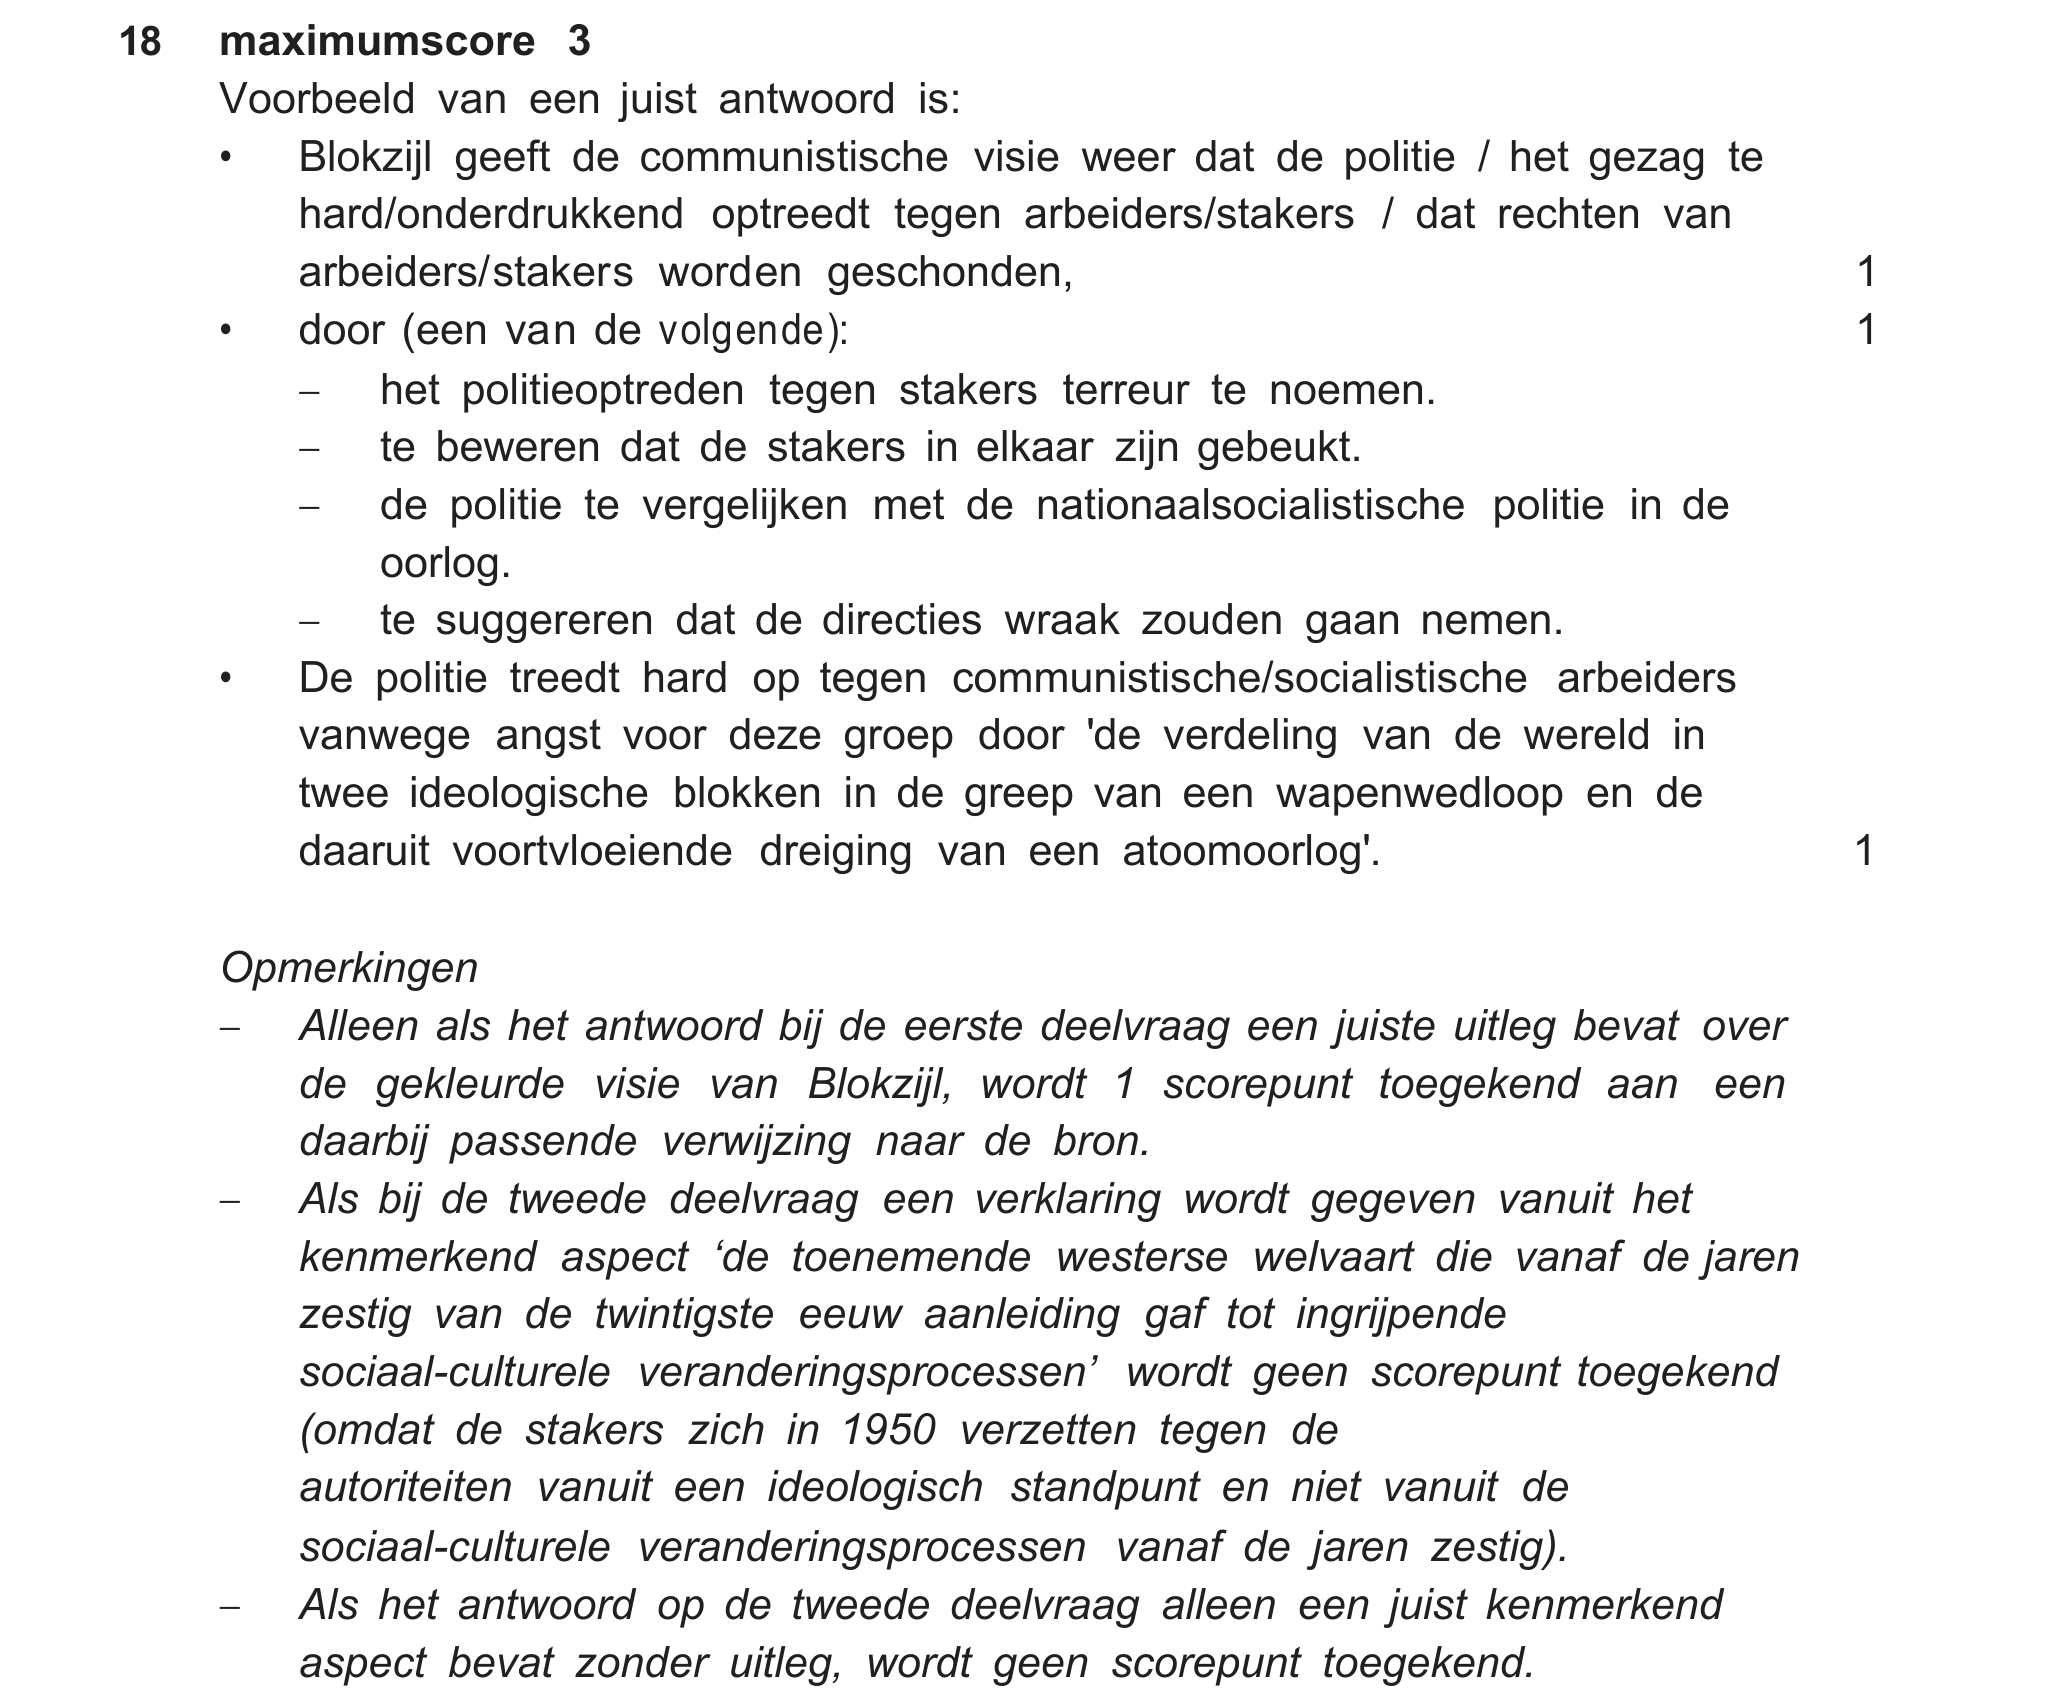 18 maximumscore 3
Voorbeeld van een juist antwoord is:
• Blokzijl geeft de communistische visie weer dat de politie / het gezag te
hard/onderdrukkend optreedt tegen arbeiders/stakers / dat rechten van
arbeiders/stakers worden geschonden, 1
• door (een van de volgende): 1
− het politieoptreden tegen stakers terreur te noemen.
− te beweren dat de stakers in elkaar zijn gebeukt.
− de politie te vergelijken met de nationaalsocialistische politie in de
oorlog.
− te suggereren dat de directies wraak zouden gaan nemen.
• De politie treedt hard op tegen communistische/socialistische arbeiders
vanwege angst voor deze groep door 'de verdeling van de wereld in
twee ideologische blokken in de greep van een wapenwedloop en de
daaruit voortvloeiende dreiging van een atoomoorlog'. 1
Opmerkingen
− Alleen als het antwoord bij de eerste deelvraag een juiste uitleg bevat over
de gekleurde visie van Blokzijl, wordt 1 scorepunt toegekend aan een
daarbij passende verwijzing naar de bron.
− Als bij de tweede deelvraag een verklaring wordt gegeven vanuit het
kenmerkend aspect ‘de toenemende westerse welvaart die vanaf de jaren
zestig van de twintigste eeuw aanleiding gaf tot ingrijpende
sociaal-culturele veranderingsprocessen’ wordt geen scorepunt toegekend
(omdat de stakers zich in 1950 verzetten tegen de
autoriteiten vanuit een ideologisch standpunt en niet vanuit de
sociaal-culturele veranderingsprocessen vanaf de jaren zestig).
− Als het antwoord op de tweede deelvraag alleen een juist kenmerkend
aspect bevat zonder uitleg, wordt geen scorepunt toegekend.